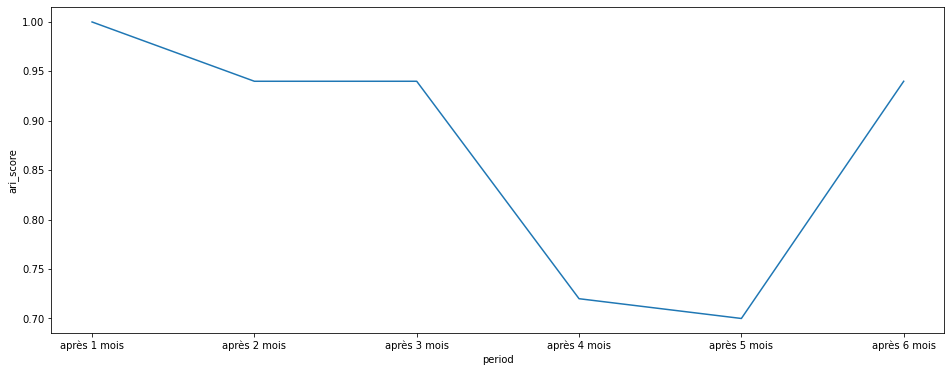 1.00
0.95
0.90
0.85
0.80
0.75
0.70
ari_score
après 1 mois
après 2 mois
après 3 mois
après 4 mois
après 5 mois
après 6 mois
period